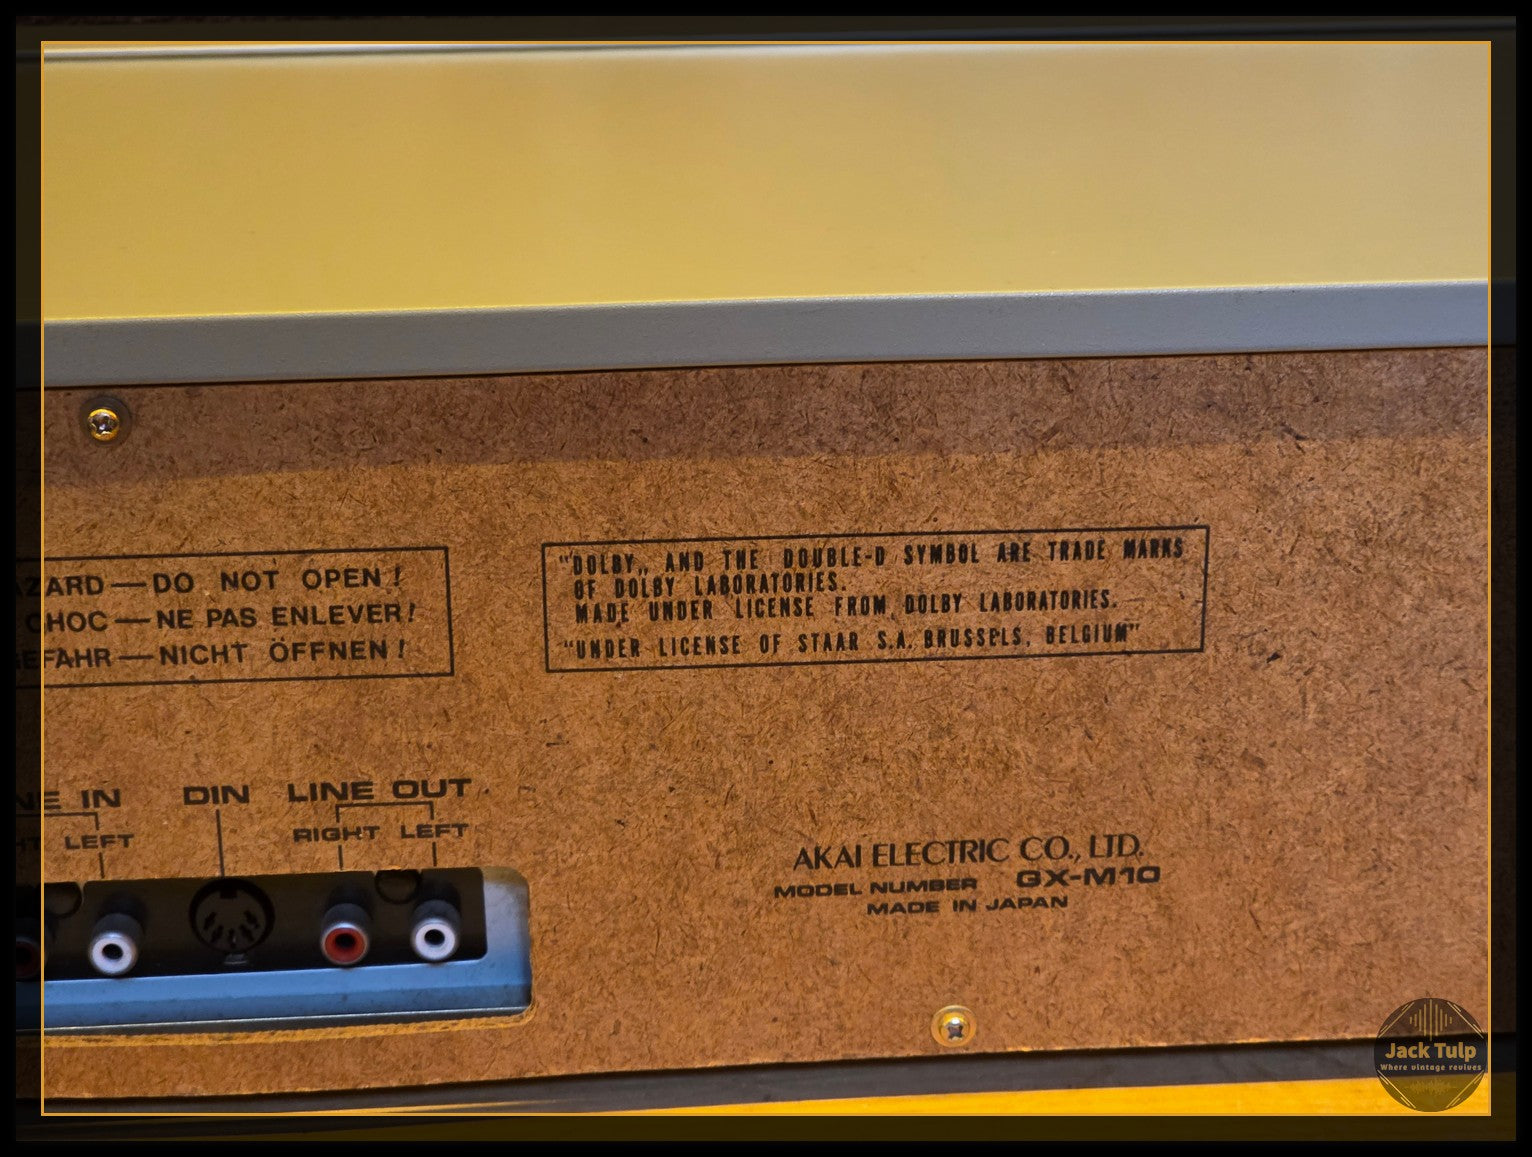 AZARD — DO NOT OPEN !
CHOC — NE PAS ENLEVER !
GEFAHR — NICHT ÖFFNEN !
"DOLBY„ AND THE DOUBLE-D SYMBOL ARE TRADE MARKS
OF DOLBY LABORATORIES.
MADE UNDER LICENSE FROM DOLBY LABORATORIES.
"UNDER LICENSE OF STAAR S.A. BRUSSELS, BELGIUM"
NE IN DIN LINE OUT
HT LEFT RIGHT LEFT
AKAI ELECTRIC CO., LTD.
MODEL NUMBER GX-M10
MADE IN JAPAN
Jack Tulp
Where vintage revives